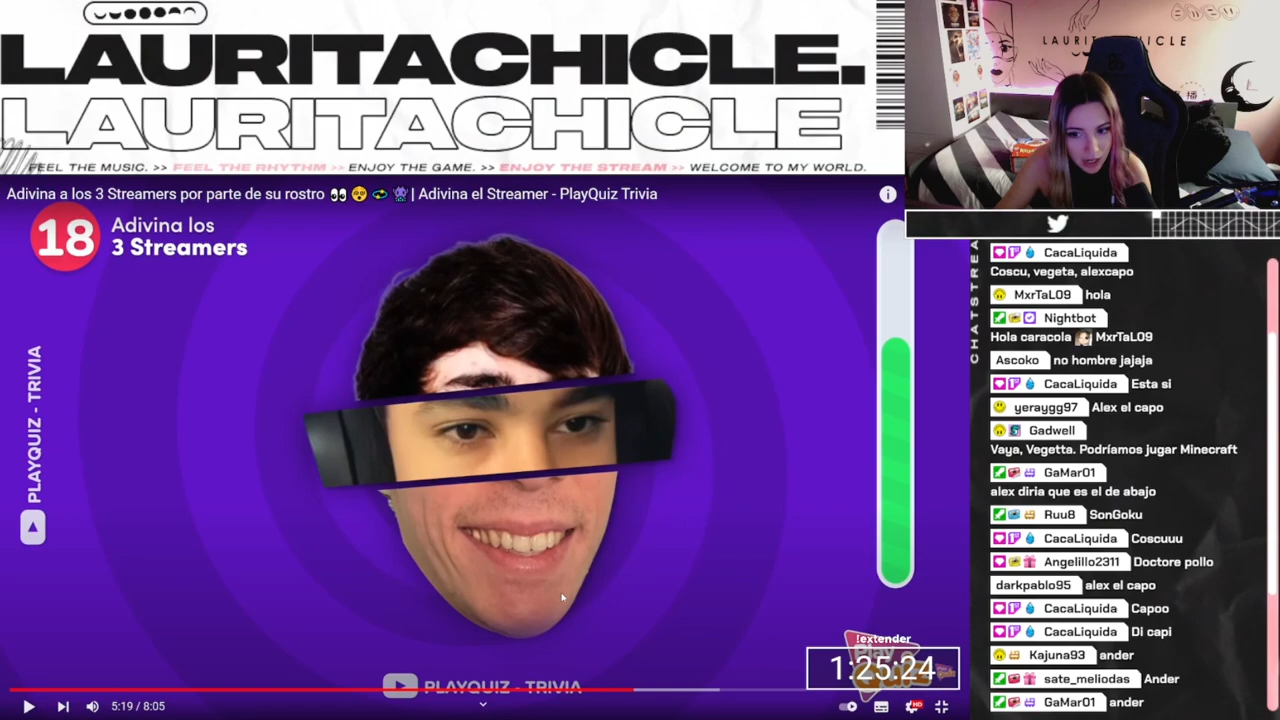 LAURITACHICLE.
LAURITACHICLE
FEEL THE MUSIC. >> FEEL THE RHYTHM >> ENJOY THE GAME. >> ENJOY THE STREAM >> WELCOME TO MY WORLD.
Adivina a los 3 Streamers por parte de su rostro 👀 😵 🪐 👾 | Adivina el Streamer - PlayQuiz Trivia
18
Adivina los
3 Streamers
PLAYQUIZ - TRIVIA
CacaLiquida
Coscu, vegeta, alexcapo
MxrTaL09 hola
Nightbot
Hola caracola MxrTaL09
Ascoko no hombre jajaja
CacaLiquida Esta si
yeraygg97 Alex el capo
Gadwell
Vaya, Vegetta. Podríamos jugar Minecraft
GaMar01
alex diria que es el de abajo
Ruu8 SonGoku
CacaLiquida Coscuuu
Angelillo2311 Doctore pollo
darkpablo95 alex el capo
CacaLiquida Capoo
CacaLiquida Di capi
Kajuna93 ander
sate_meliodas Ander
GaMar01 ander
!extender
1:25:24
PLAYQUIZ - TRIVIA
5:19 / 8:05
HD